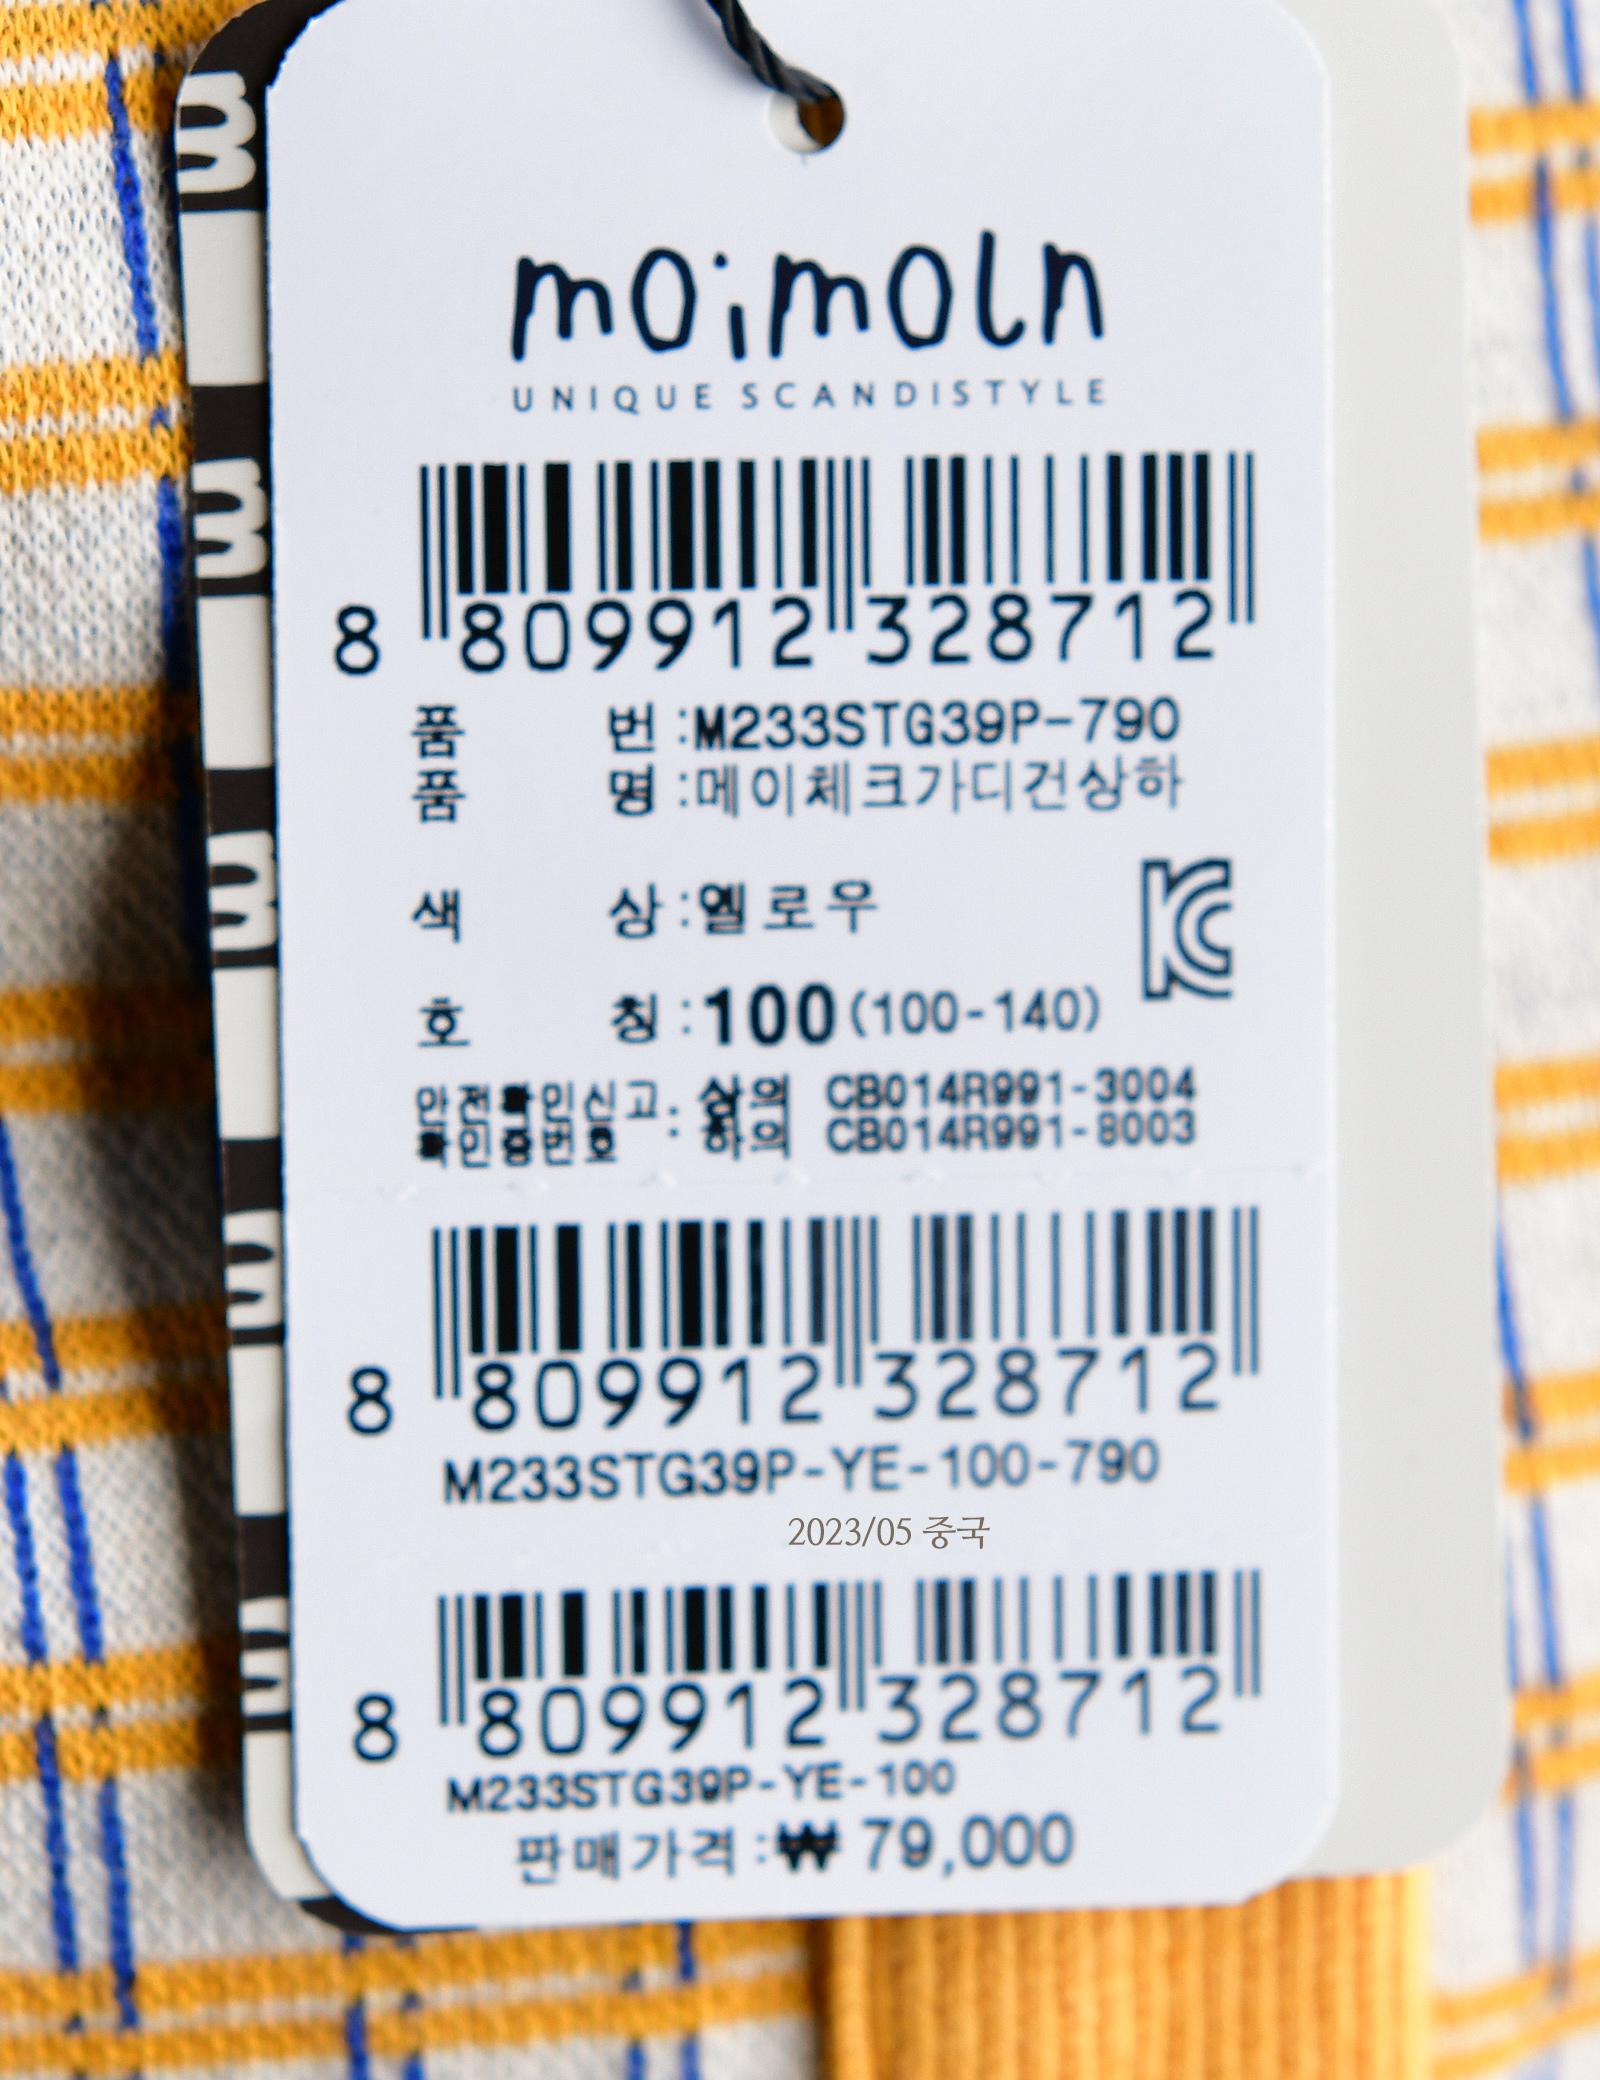 moimoln
UNIQUE SCANDISTYLE
8 809912 328712
품 번 :M233STG39P-790
품 명 :메이체크가디건상하
색 상 :옐로우
호 칭 :100(100-140)
안전확인신고. 상의 CB014R991-3004
확인증번호 : 하의 CB014R991-8003
8 809912 328712
M233STG39P-YE-100-790
2023/05 중국
8 809912 328712
M233STG39P-YE-100
판매가격 :₩ 79,000